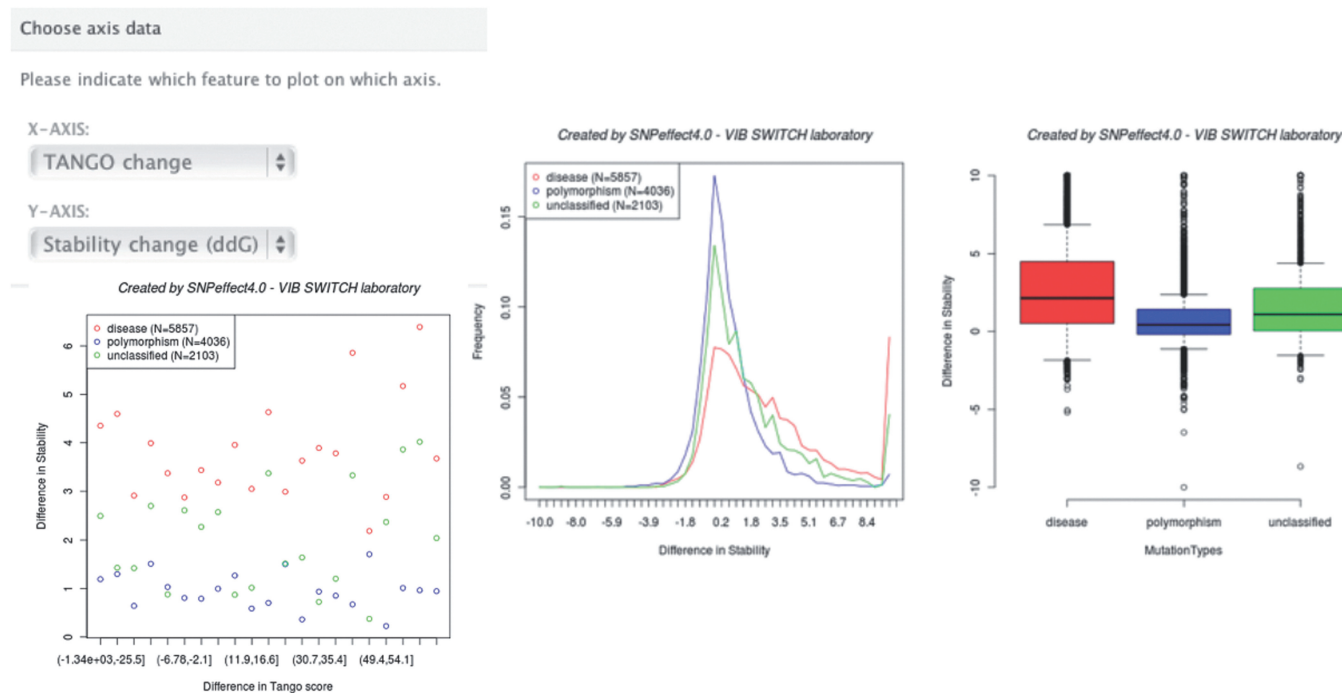 Choose axis data
Please indicate which feature to plot on which axis.
X-AXIS:
TANGO change
Y-AXIS:
Stability change (ddG)
Created by SNPeffect4.0 - VIB SWITCH laboratory
disease (N=5857)
polymorphism (N=4036)
unclassified (N=2103)
Difference in Stability
6
5
4
3
2
1
0
(-1.34e+03,-25.5] (-6.78,-2.1] (11.9,16.6] (30.7,35.4] (49.4,54.1]
Difference in Tango score
Created by SNPeffect4.0 - VIB SWITCH laboratory
disease (N=5857)
polymorphism (N=4036)
unclassified (N=2103)
Frequency
0.15
0.10
0.05
0.00
-10.0 -8.0 -5.9 -3.9 -1.8 0.2 1.8 3.5 5.1 6.7 8.4
Difference in Stability
Created by SNPeffect4.0 - VIB SWITCH laboratory
Difference in Stability
10
5
0
-5
-10
disease polymorphism unclassified
MutationTypes